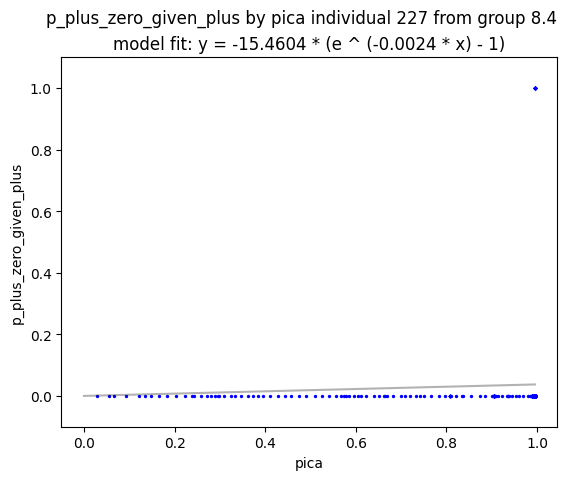 p_plus_zero_given_plus by pica individual 227 from group 8.4
model fit: y = -15.4604 * (e ^ (-0.0024 * x) - 1)
1.0
0.8
0.6
0.4
0.2
0.0
p_plus_zero_given_plus
0.0 0.2 0.4 0.6 0.8 1.0
pica